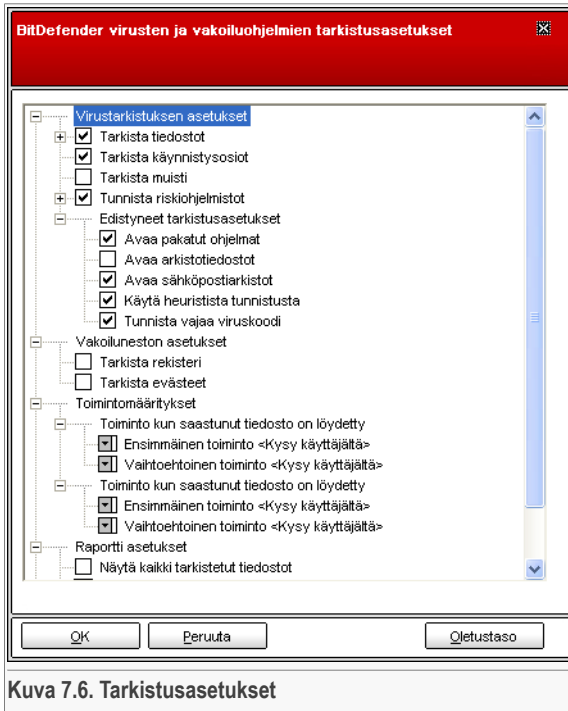 BitDefender virusten ja vakoiluohjelmien tarkistusasetukset
Virustarkistuksen asetukset
Tarkista tiedostot
Tarkista käynnistysosiot
Tarkista muisti
Tunnista riskiohjelmistot
Edistyneet tarkistusasetukset
Avaa pakatut ohjelmat
Avaa arkistotiedostot
Avaa sähköpostiarkistot
Käytä heuristista tunnistusta
Tunnista vajaa viruskoodi
Vakoiluneston asetukset
Tarkista rekisteri
Tarkista evästeet
Toimintomääritykset
Toiminto kun saastunut tiedosto on löydetty
Ensimmäinen toiminto <Kysy käyttäjältä>
Vaihtoehtoinen toiminto <Kysy käyttäjältä>
Toiminto kun saastunut tiedosto on löydetty
Ensimmäinen toiminto <Kysy käyttäjältä>
Vaihtoehtoinen toiminto <Kysy käyttäjältä>
Raportti asetukset
Näytä kaikki tarkistetut tiedostot
OK Peruuta Oletustaso
Kuva 7.6. Tarkistusasetukset